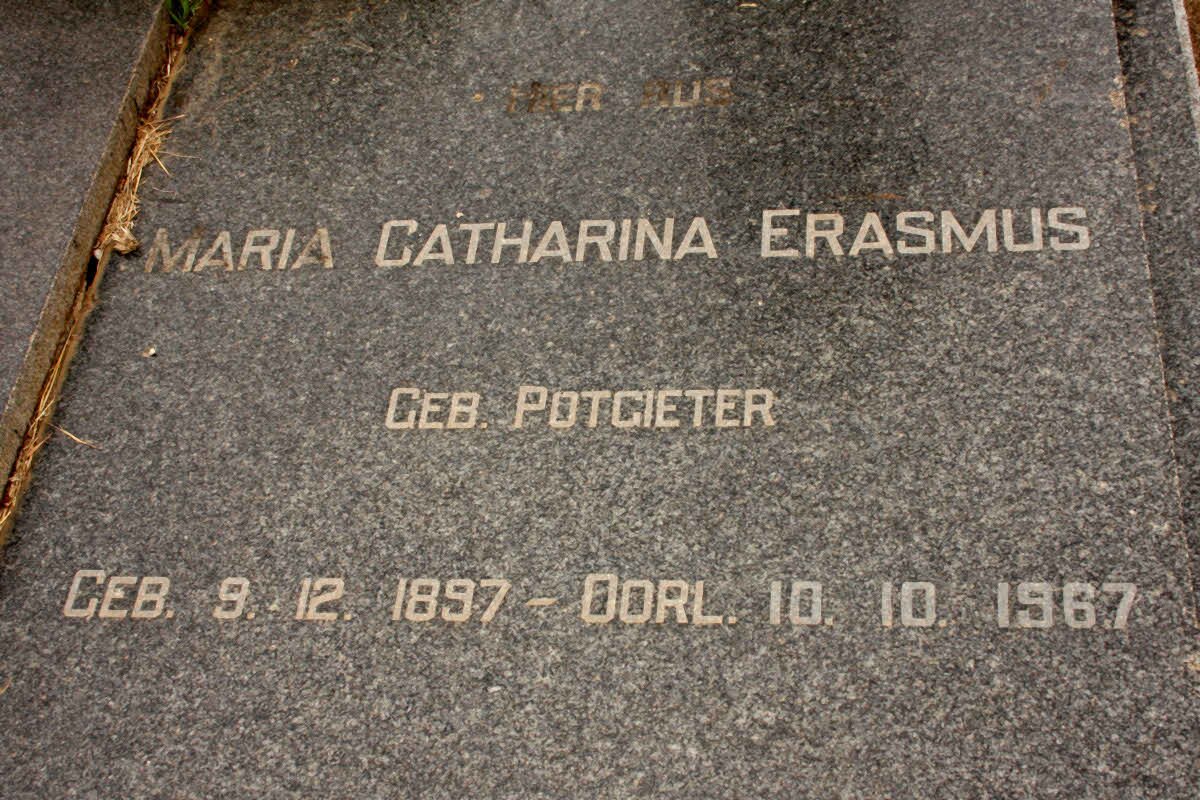 HIER RUS
MARIA CATHARINA ERASMUS
GEB. POTGIETER
GEB. 9. 12. 1897 – OORL. 10. 10. 1967